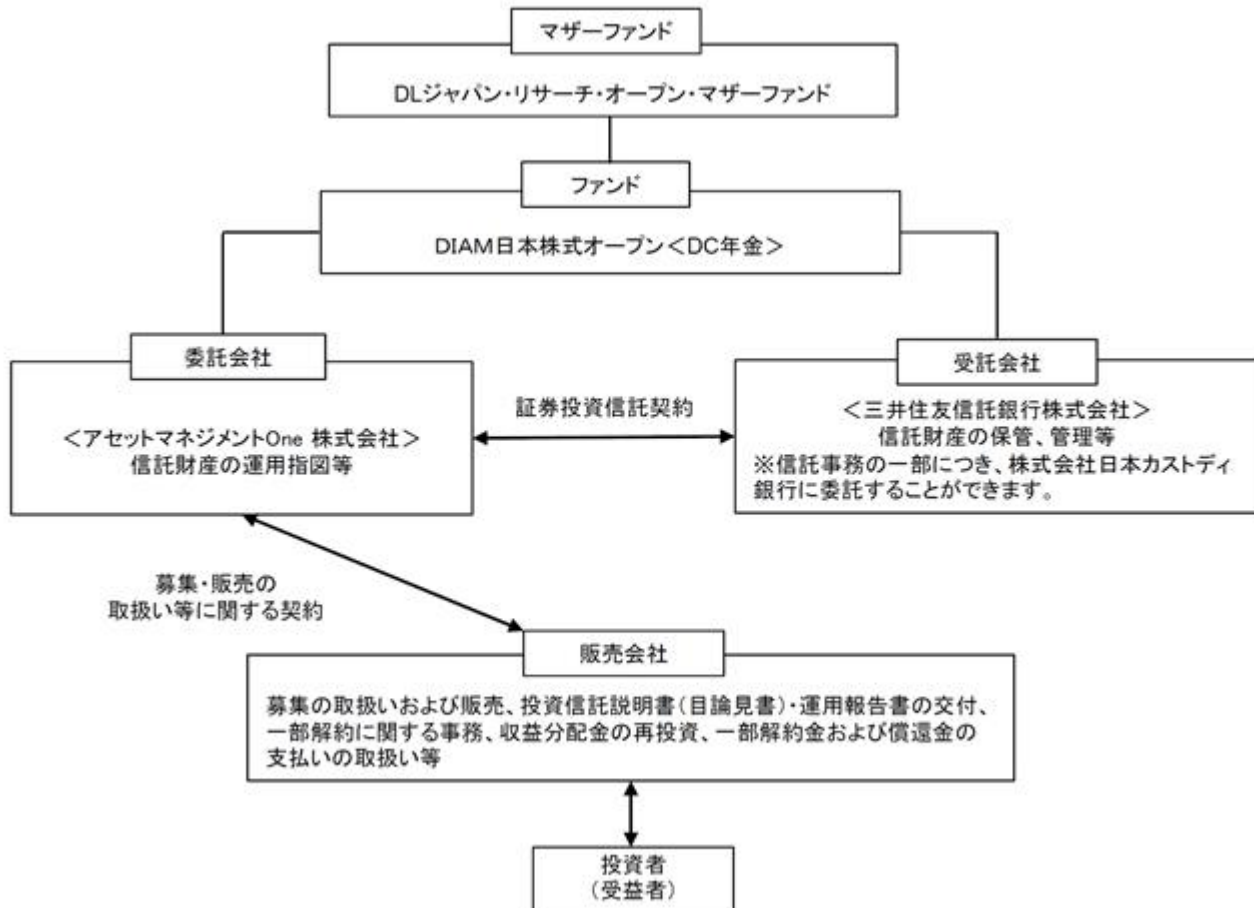 マザーファンド
DLジャパン・リサーチ・オープン・マザーファンド
ファンド
DIAM日本株式オープン＜DC年金＞
委託会社
＜アセットマネジメントOne 株式会社＞
信託財産の運用指図等
証券投資信託契約
受託会社
＜三井住友信託銀行株式会社＞
信託財産の保管、管理等
※信託事務の一部につき、株式会社日本カストディ
銀行に委託することができます。
募集・販売の
取扱い等に関する契約
販売会社
募集の取扱いおよび販売、投資信託説明書（目論見書）・運用報告書の交付、
一部解約に関する事務、収益分配金の再投資、一部解約金および償還金の
支払いの取扱い等
投資者
（受益者）